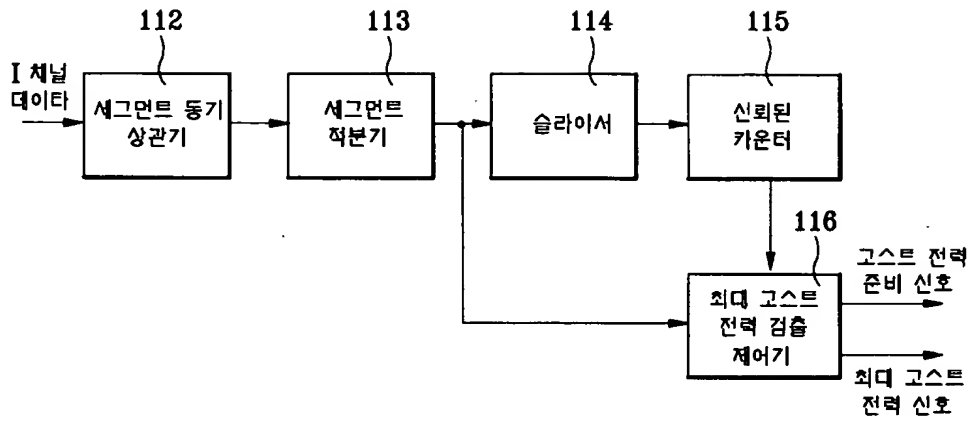 112
113
114
115
I 채널
데이타
세그먼트 동기
상관기
세그먼트
적분기
슬라이서
신뢰된
카운터
116
최대 고스트
전력 검출
제어기
고스트 전력
준비 신호
최대 고스트
전력 신호